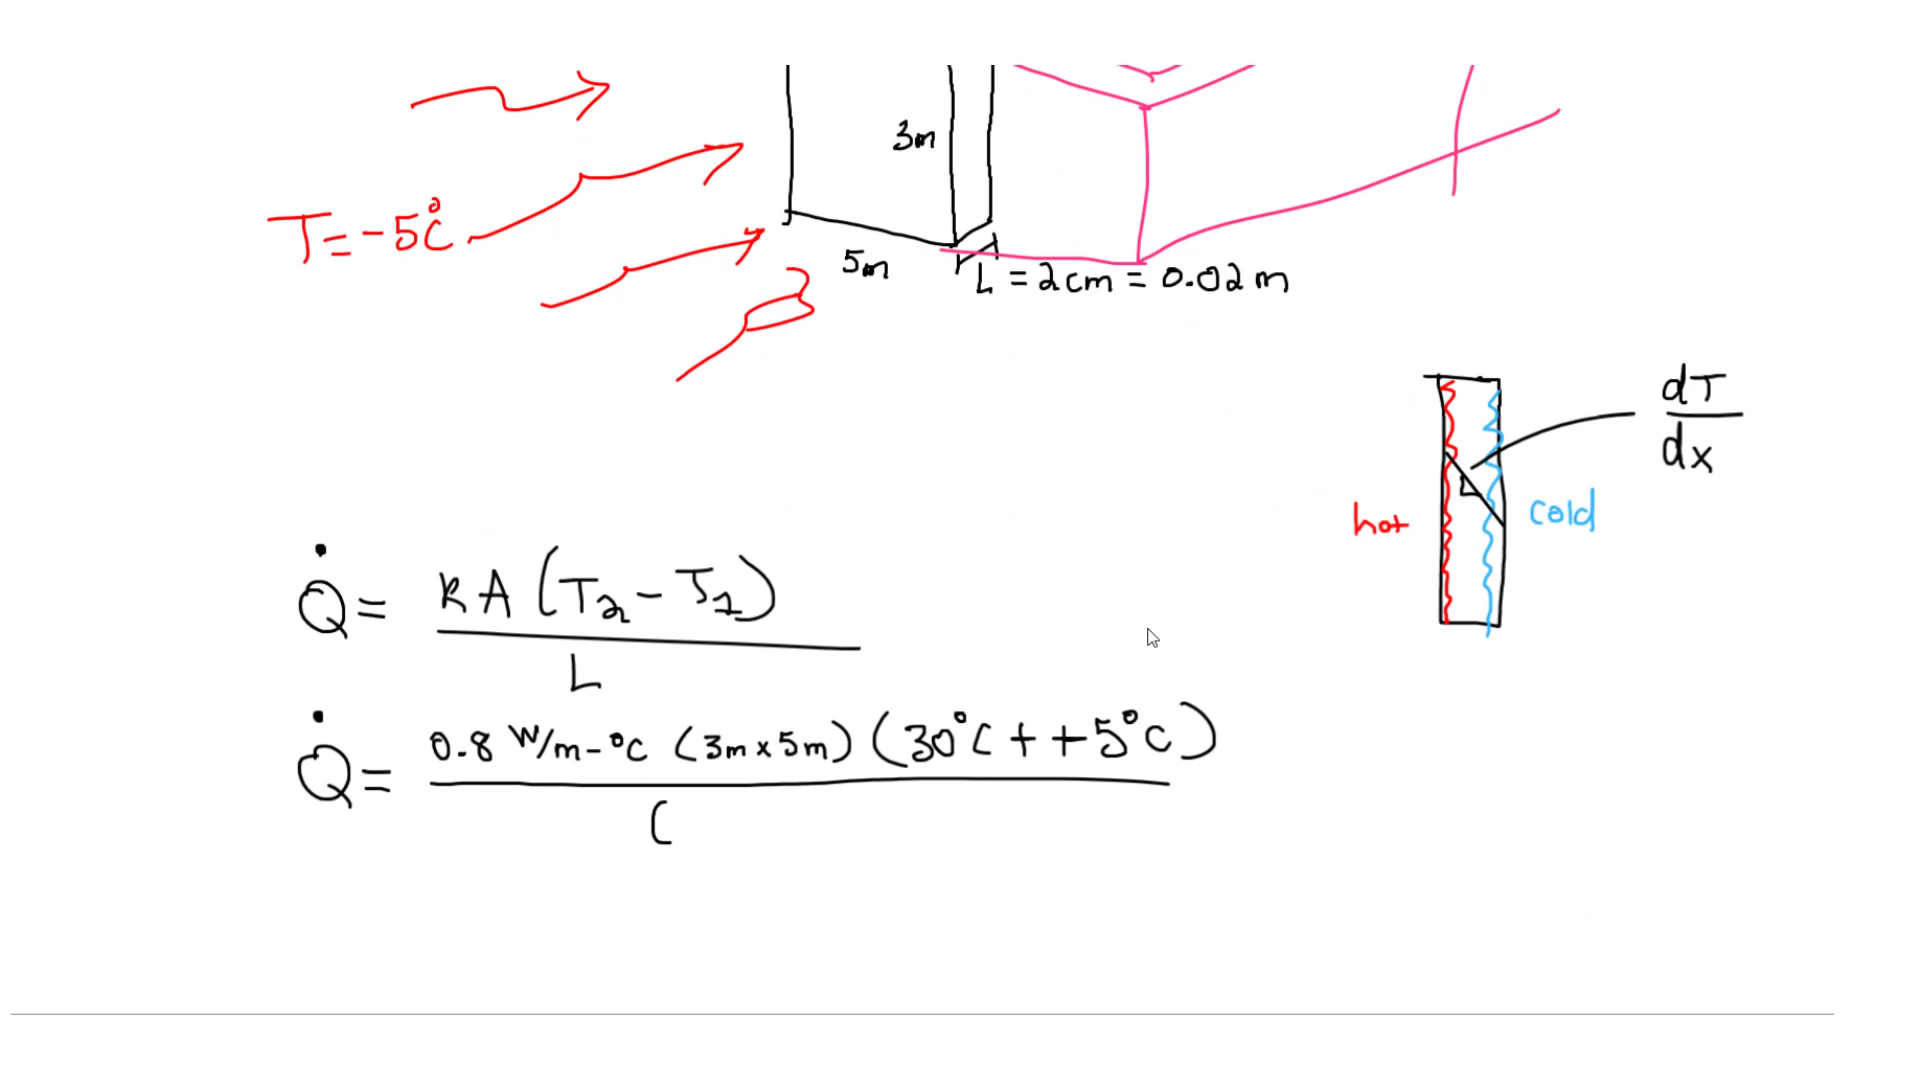 3m
T = -5°C
5m
L = 2cm = 0.02m
dT
dx
hot
cold
Q̇ = kA (T₂ - T₁)
L
Q̇ = 0.8 W/m-°C (3m x 5m) (30°C + +5°C)
(